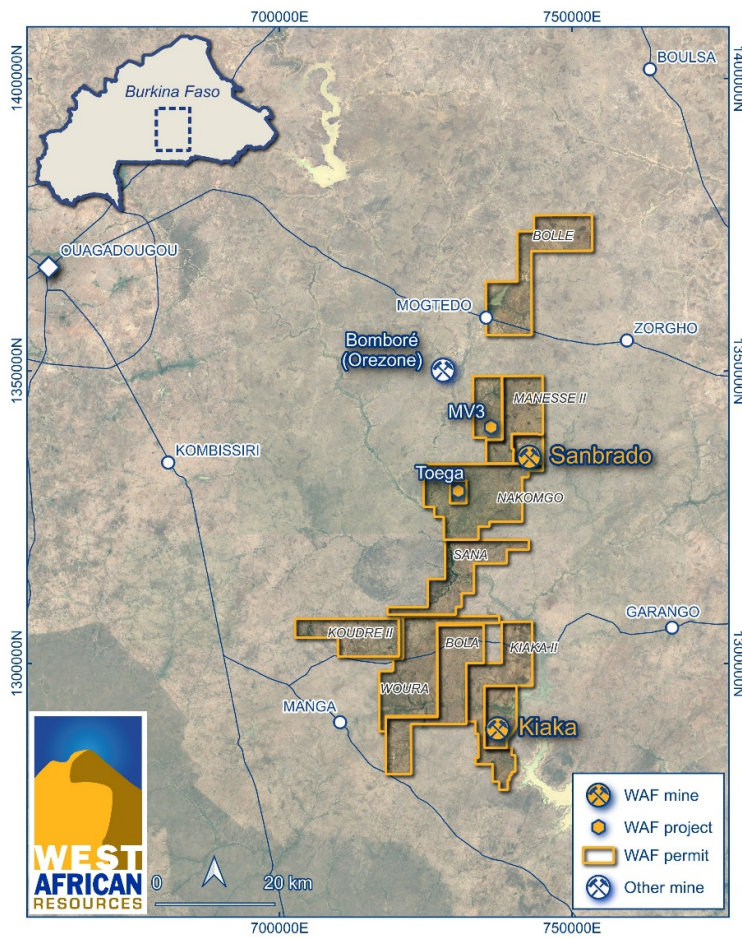 700000E
750000E
1400000N
1400000N
BOULSA
Burkina Faso
OUAGADOUGOU
BOLLE
MOGTEDO
ZORGHO
Bomboré
(Orezone)
1350000N
1350000N
MANESSE II
MV3
KOMBISSIRI
Sanbrado
Toega
NAKOMGO
SANA
GARANGO
KOUDRE II
BOLA
KIAKA-II
1300000N
1300000N
WOURA
MANGA
Kiaka
WEST
AFRICAN
RESOURCES
0
20 km
WAF mine
WAF project
WAF permit
Other mine
700000E
750000E